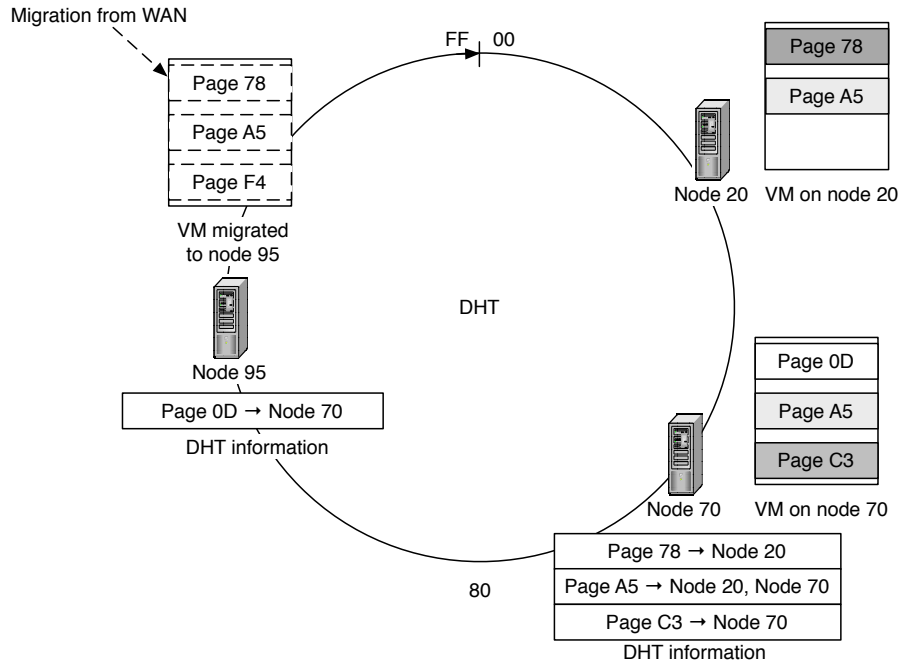 Migration from WAN
Page 78
Page A5
Page F4
VM migrated
to node 95
FF
00
Page 78
Page A5
Node 20
VM on node 20
DHT
Node 95
Page 0D → Node 70
DHT information
Page 0D
Page A5
Page C3
Node 70
VM on node 70
80
Page 78 → Node 20
Page A5 → Node 20, Node 70
Page C3 → Node 70
DHT information